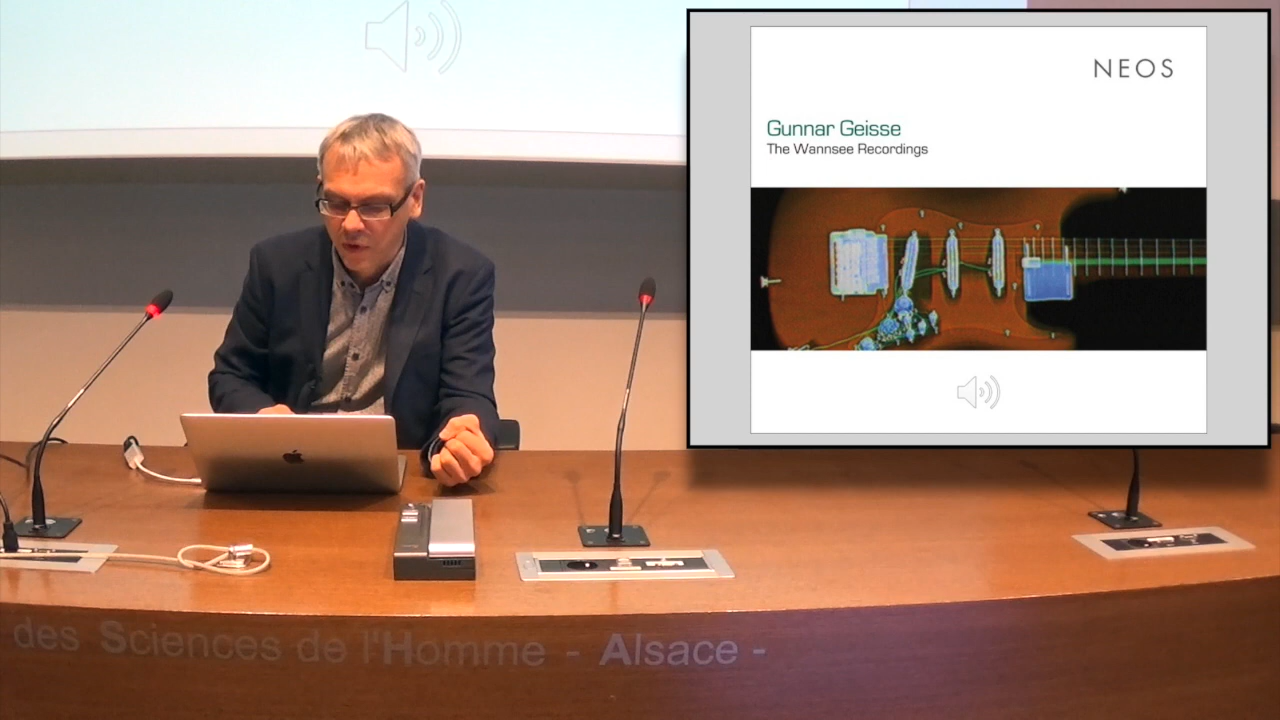 NEOS
Gunnar Geisse
The Wannsee Recordings
des Sciences de l'Homme - Alsace -